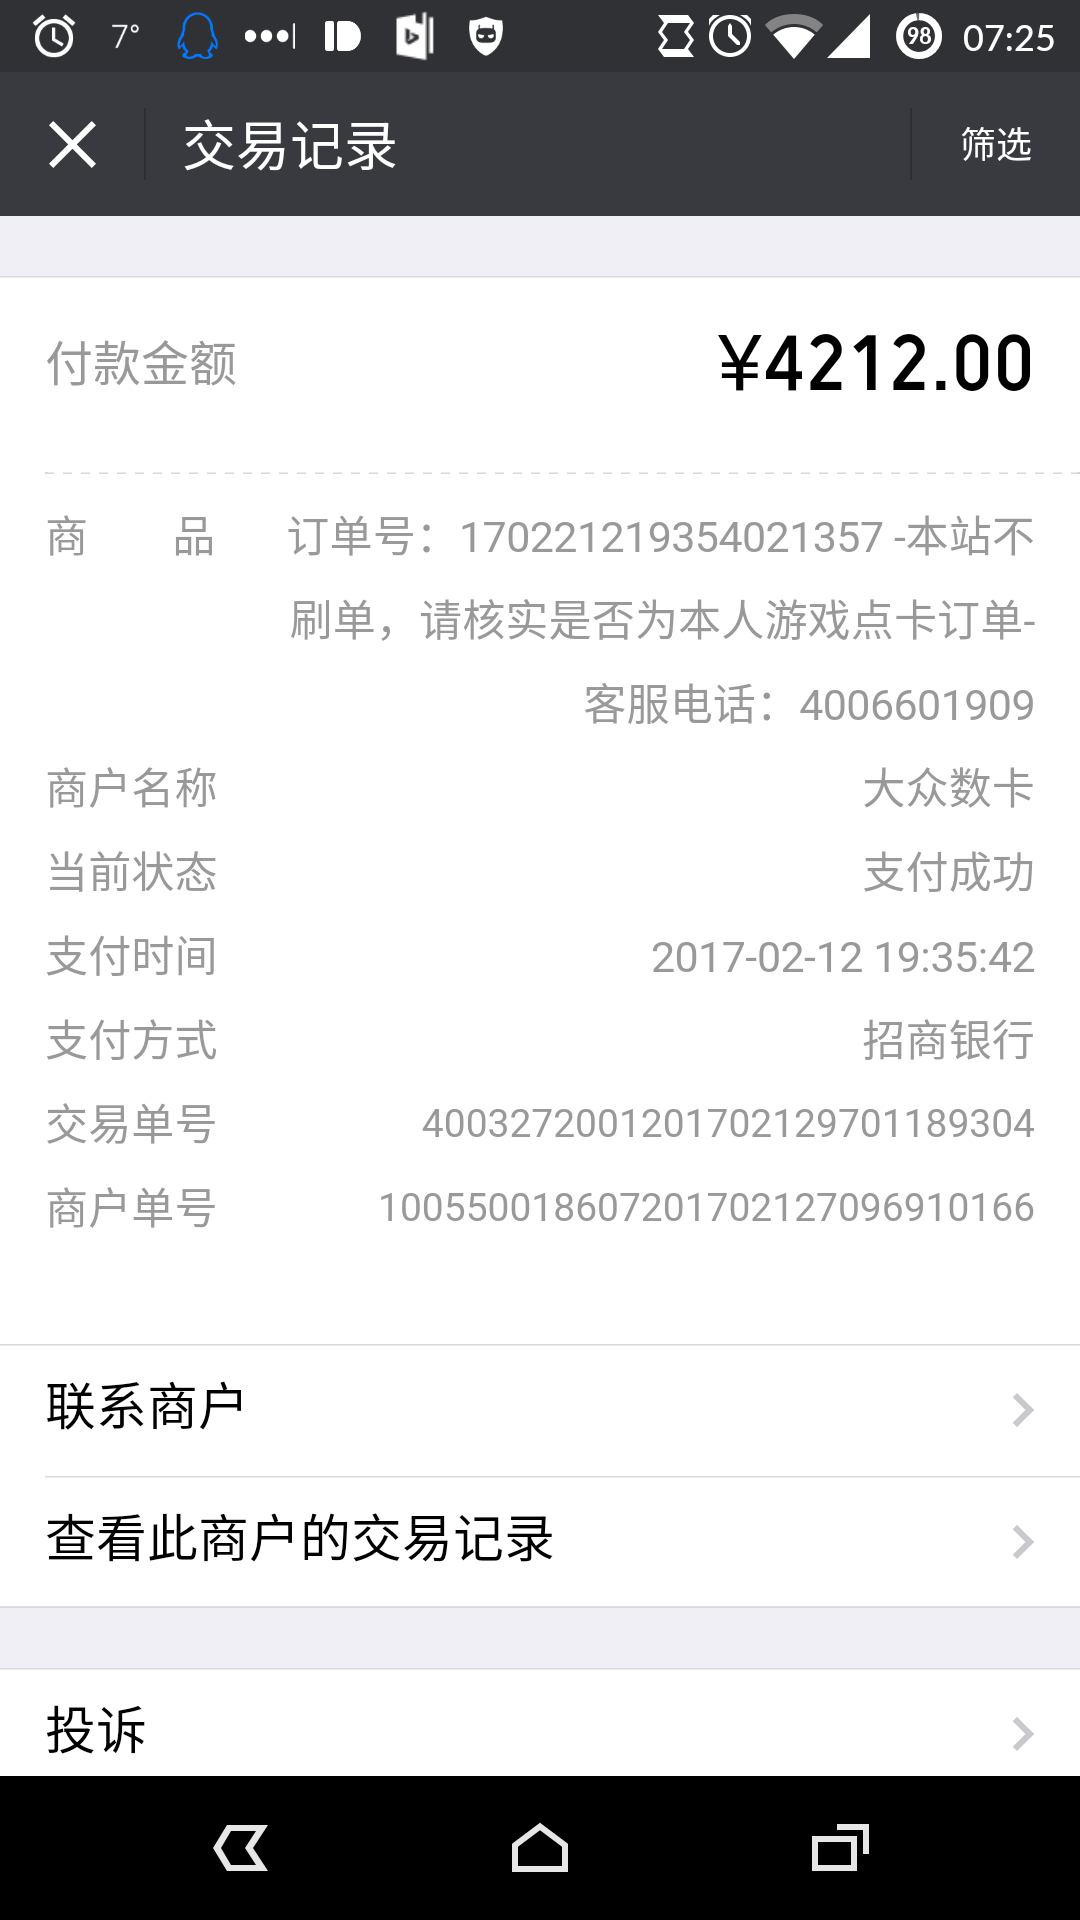 7°
98
07:25
交易记录
筛选
付款金额
¥4212.00
商 品 订单号：170221219354021357 -本站不
刷单，请核实是否为本人游戏点卡订单-
客服电话：4006601909
商户名称 大众数卡
当前状态 支付成功
支付时间 2017-02-12 19:35:42
支付方式 招商银行
交易单号 4003272001201702129701189304
商户单号 100550018607201702127096910166
联系商户
查看此商户的交易记录
投诉